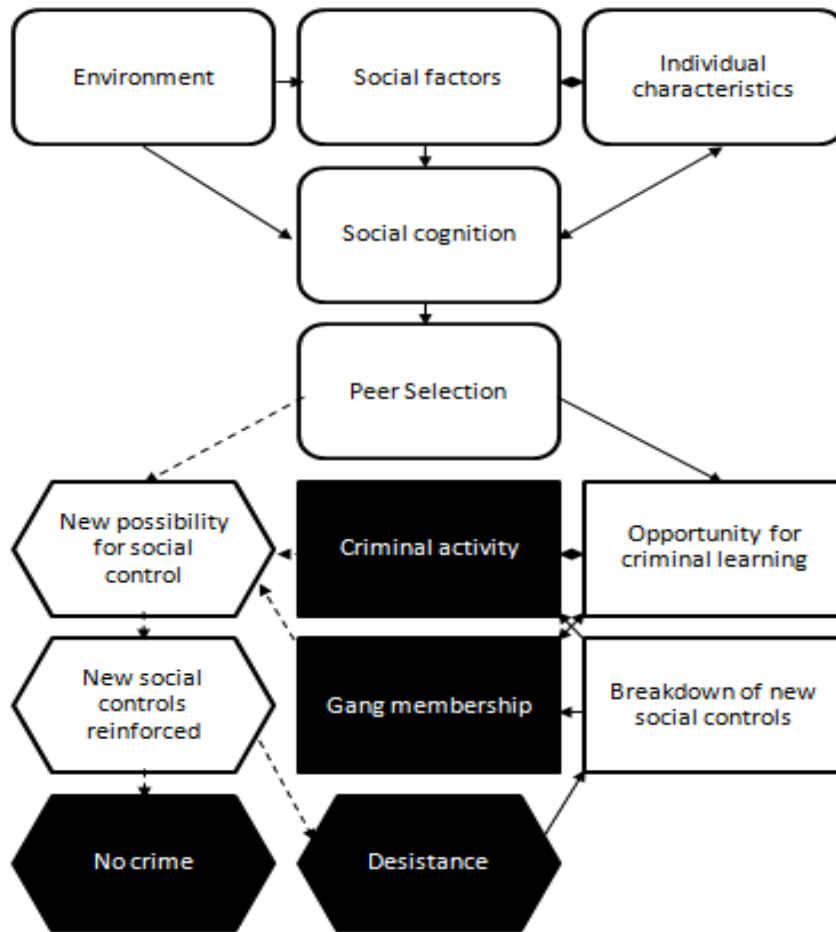 Environment
Social factors
Individual
characteristics
Social cognition
Peer Selection
New possibility
for social
control
Criminal activity
Opportunity for
criminal learning
New social
controls
reinforced
Gang membership
Breakdown of new
social controls
No crime
Desistance